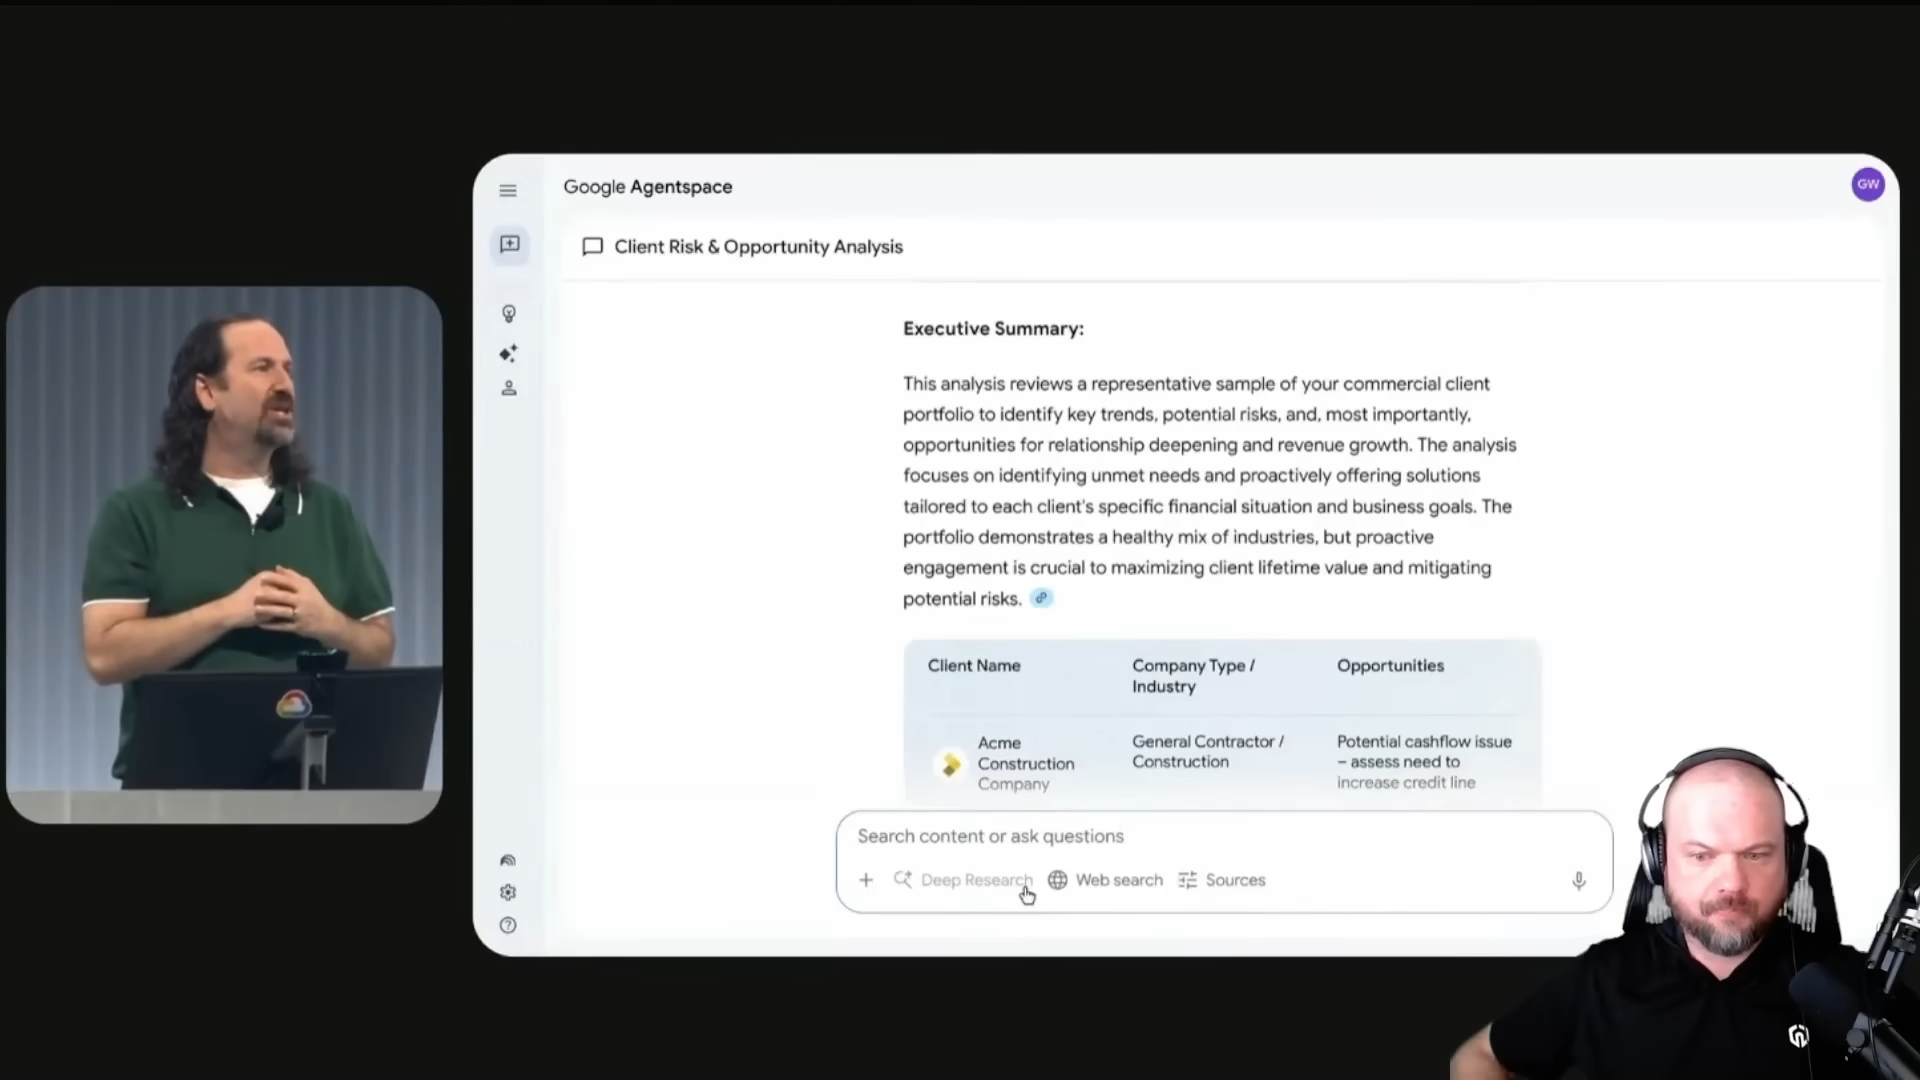 Google Agentspace
GW
Client Risk & Opportunity Analysis
Executive Summary:
This analysis reviews a representative sample of your commercial client
portfolio to identify key trends, potential risks, and, most importantly,
opportunities for relationship deepening and revenue growth. The analysis
focuses on identifying unmet needs and proactively offering solutions
tailored to each client's specific financial situation and business goals. The
portfolio demonstrates a healthy mix of industries, but proactive
engagement is crucial to maximizing client lifetime value and mitigating
potential risks.
Client Name
Company Type /
Industry
Opportunities
Acme
Construction
Company
General Contractor /
Construction
Potential cashflow issue
– assess need to
increase credit line
Search content or ask questions
Deep Research
Web search
Sources